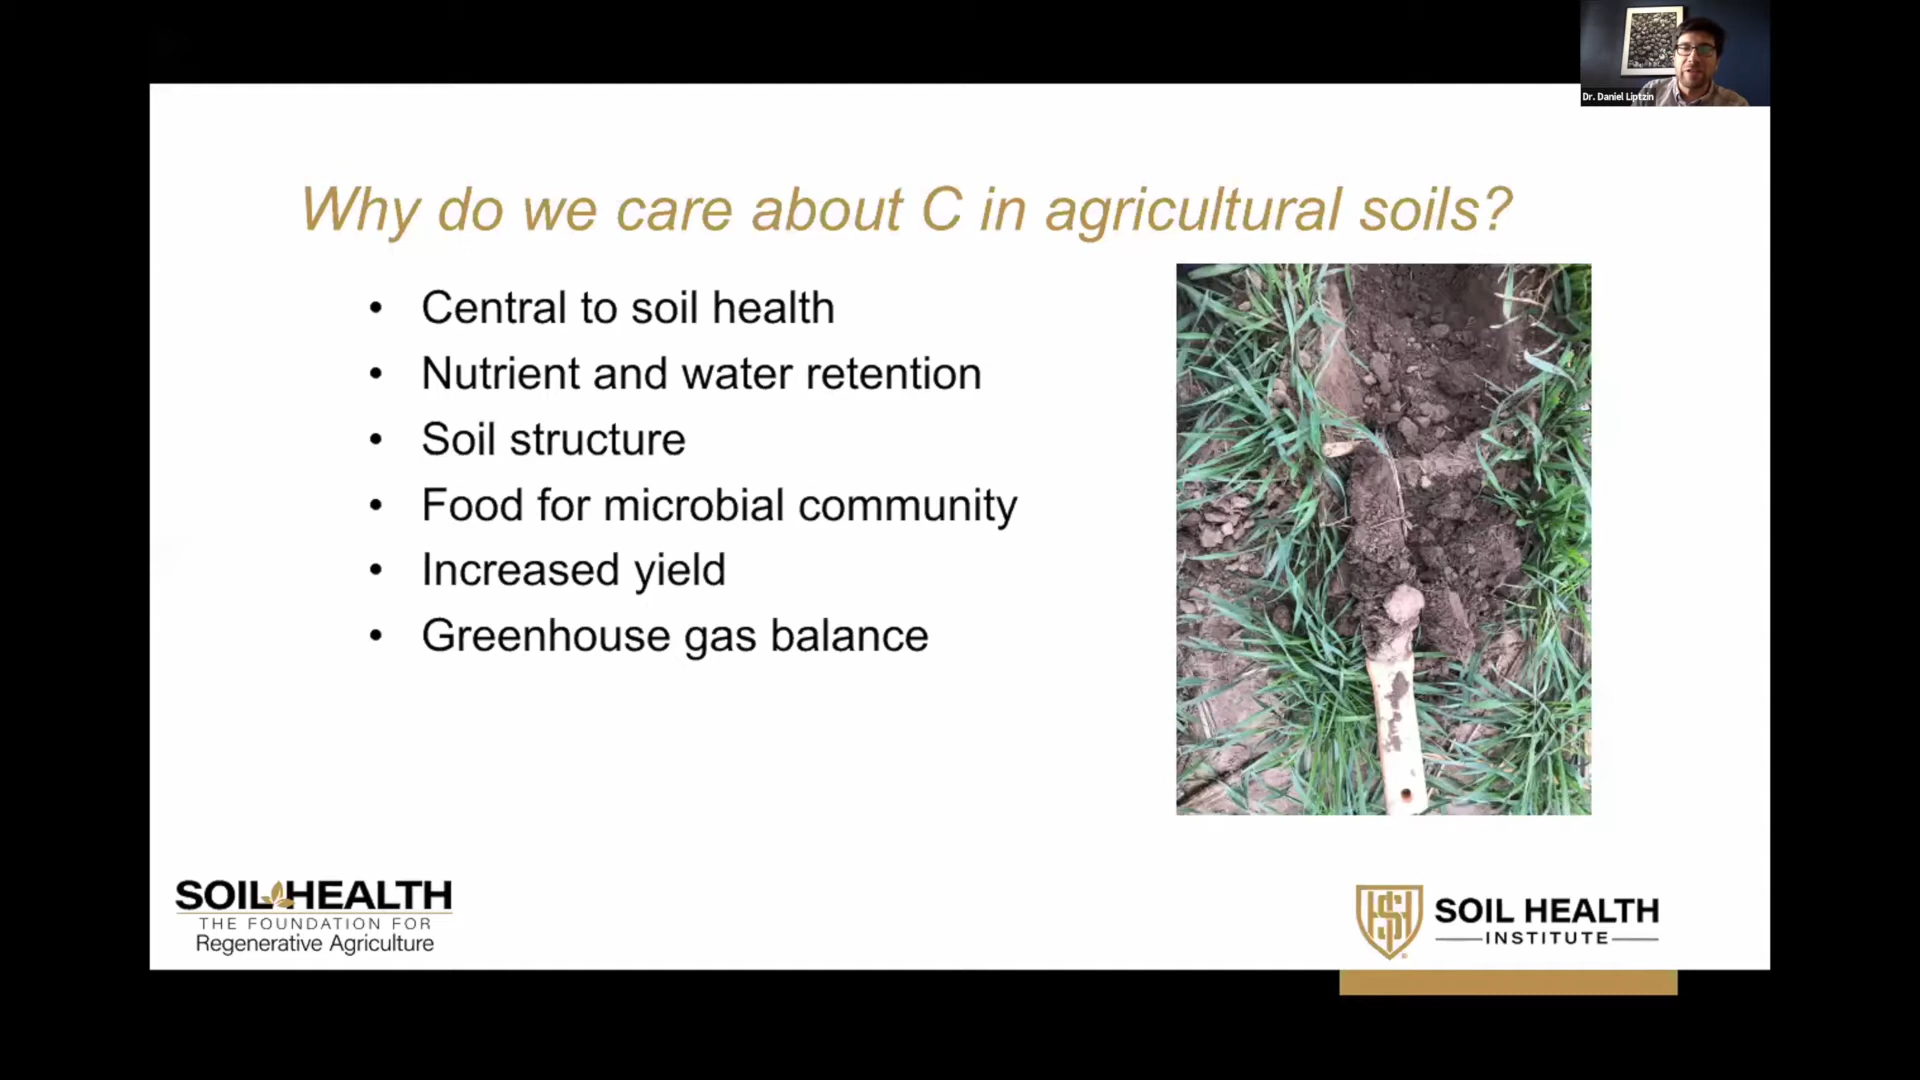 Dr. Daniel Liptzin
Why do we care about C in agricultural soils?
• Central to soil health
• Nutrient and water retention
• Soil structure
• Food for microbial community
• Increased yield
• Greenhouse gas balance
SOIL HEALTH
THE FOUNDATION FOR
Regenerative Agriculture
SOIL HEALTH
INSTITUTE